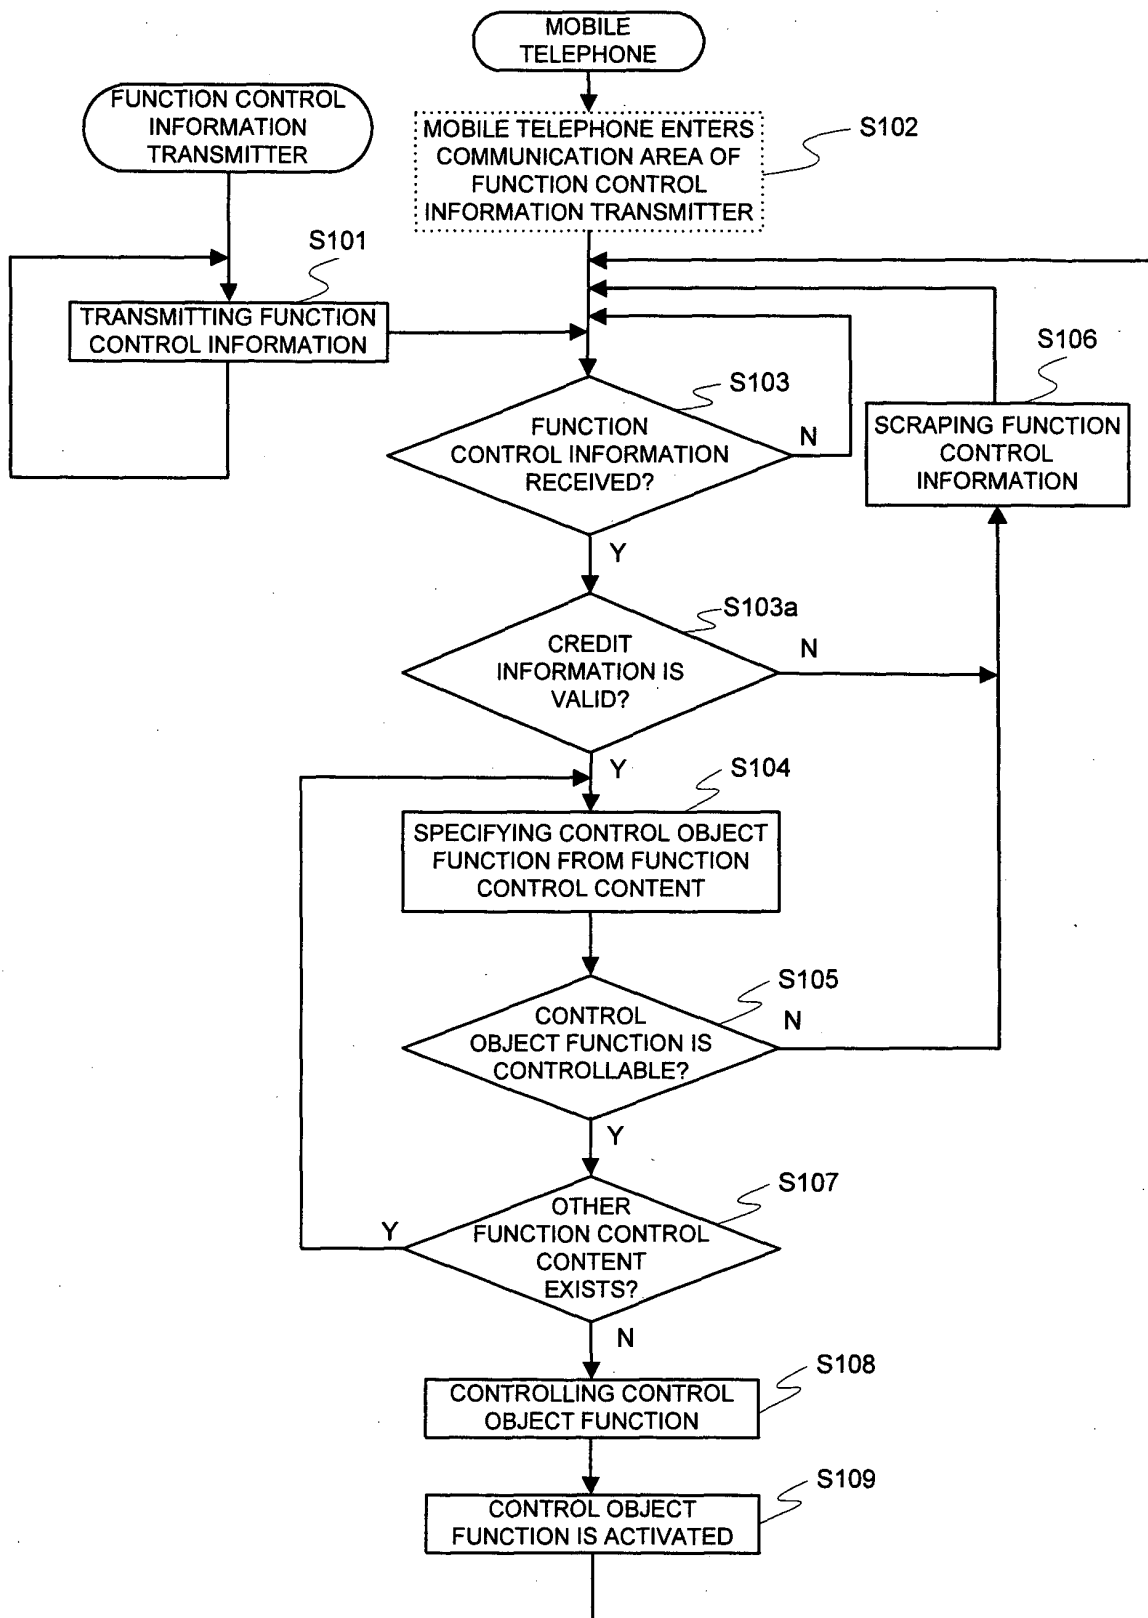 MOBILE
TELEPHONE
FUNCTION CONTROL
INFORMATION
TRANSMITTER
MOBILE TELEPHONE ENTERS
COMMUNICATION AREA OF
FUNCTION CONTROL
INFORMATION TRANSMITTER
S102
S101
TRANSMITTING FUNCTION
CONTROL INFORMATION
S103
FUNCTION
CONTROL INFORMATION
RECEIVED?
N
Y
S106
SCRAPING FUNCTION
CONTROL
INFORMATION
S103a
CREDIT
INFORMATION IS
VALID?
N
Y
S104
SPECIFYING CONTROL OBJECT
FUNCTION FROM FUNCTION
CONTROL CONTENT
S105
CONTROL
OBJECT FUNCTION IS
CONTROLLABLE?
N
Y
S107
OTHER
FUNCTION CONTROL
CONTENT
EXISTS?
Y
N
S108
CONTROLLING CONTROL
OBJECT FUNCTION
S109
CONTROL OBJECT
FUNCTION IS ACTIVATED